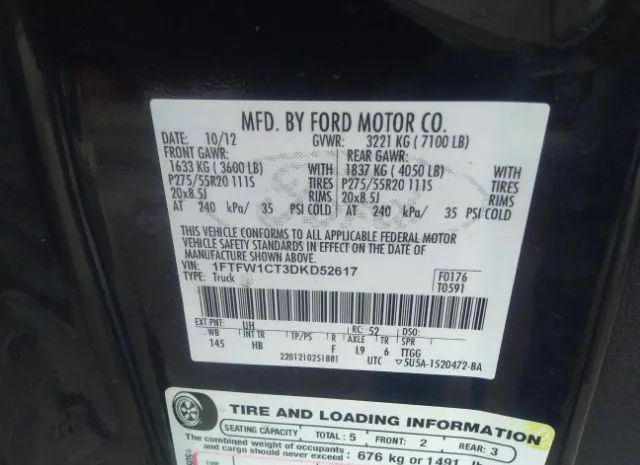 MFD. BY FORD MOTOR CO.
DATE: 10/12 GVWR: 3221 KG ( 7100 LB)
FRONT GAWR: REAR GAWR:
1633 KG ( 3600 LB) WITH 1837 KG ( 4050 LB) WITH
P275/55R20 111S TIRES P275/55R20 111S TIRES
20x8.5J RIMS 20x8.5J RIMS
AT 240 kPa/ 35 PSI COLD AT 240 kPa/ 35 PSI COLD
THIS VEHICLE CONFORMS TO ALL APPLICABLE FEDERAL MOTOR
VEHICLE SAFETY STANDARDS IN EFFECT ON THE DATE OF
MANUFACTURE SHOWN ABOVE.
VIN: 1FTFW1CT3DKD52617 F0176
TYPE: Truck T0591
EXT PNT: UH RC: 52 DSO:
WB INT TR TP/PS R AXLE TR SPR
145 HB F L9 6 TTGG
2201210251881 UTC ▽5U5A-1520472-BA
TIRE AND LOADING INFORMATION
SEATING CAPACITY TOTAL : 5 FRONT: 2 REAR: 3
The combined weight of occupants
and cargo should never exceed: 676 kg or 1491